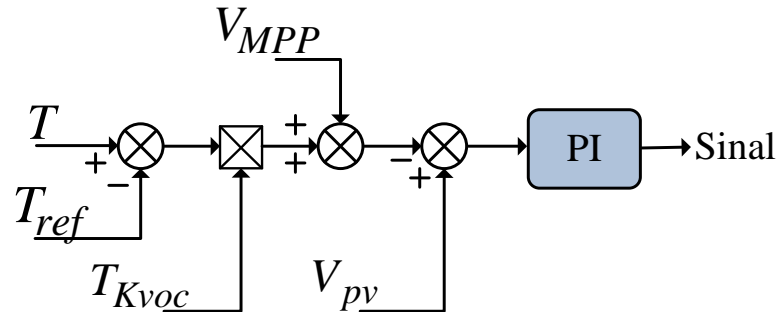 V_MPP
T
+
+
+
−
+
−
PI
Sinal
T_ref
T_Kvoc
V_pv
+